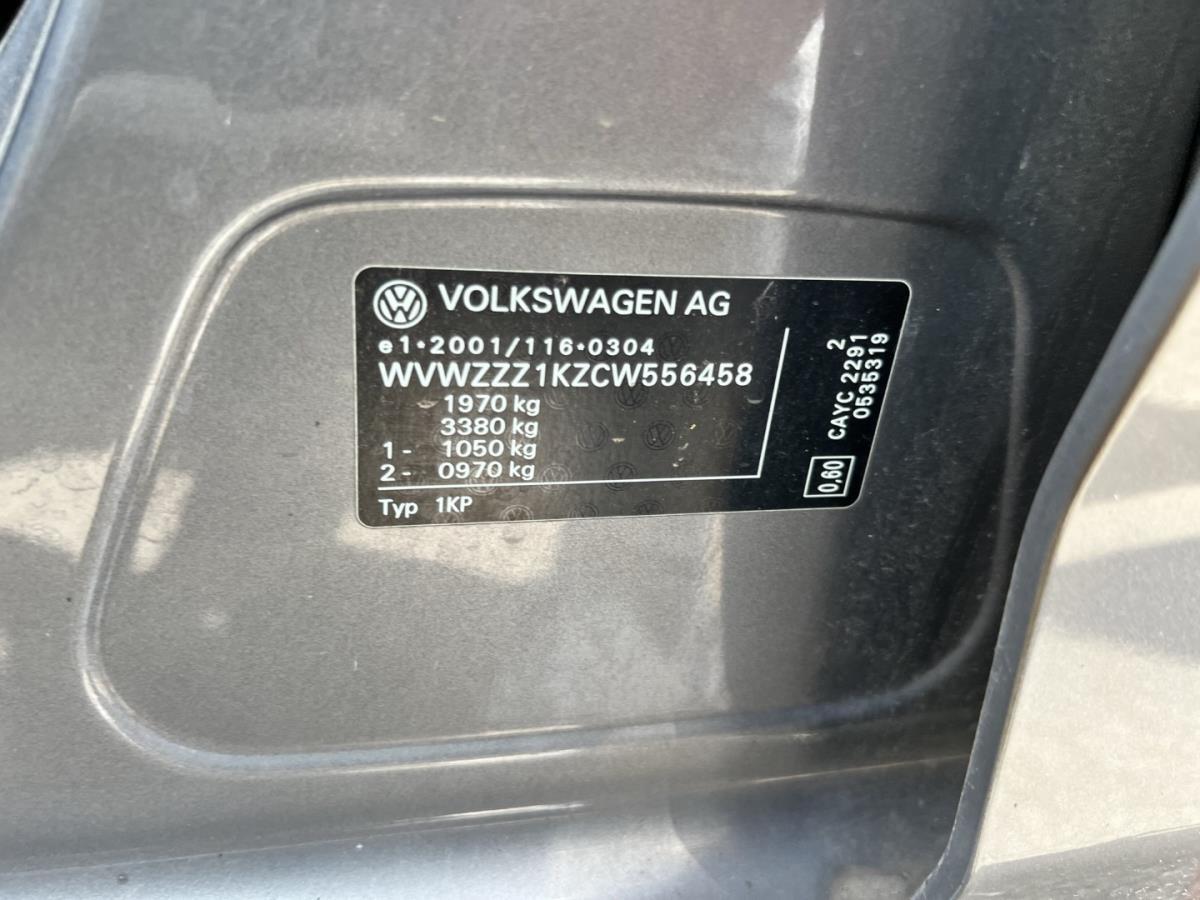 VOLKSWAGEN AG
e1*2001/116*0304
WVWZZZ1KZCW556458
1970 kg
3380 kg
1 - 1050 kg
2 - 0970 kg
Typ 1KP
2
CAYC 2291
0535319
0,60